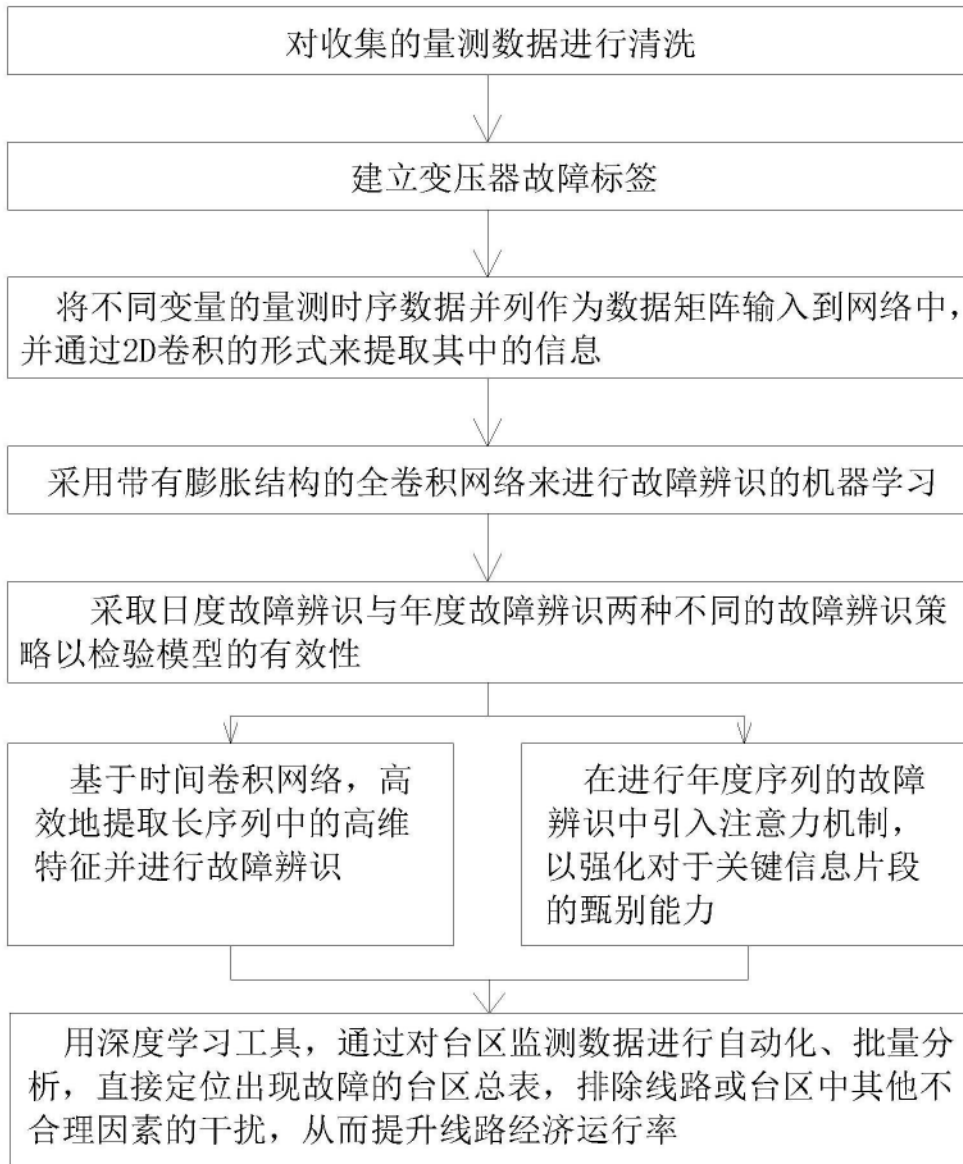 对收集的量测数据进行清洗
建立变压器故障标签
将不同变量的量测时序数据并列作为数据矩阵输入到网络中，
并通过2D卷积的形式来提取其中的信息
采用带有膨胀结构的全卷积网络来进行故障辨识的机器学习
采取日度故障辨识与年度故障辨识两种不同的故障辨识策
略以检验模型的有效性
基于时间卷积网络，高
效地提取长序列中的高维
特征并进行故障辨识
在进行年度序列的故障
辨识中引入注意力机制，
以强化对于关键信息片段
的甄别能力
用深度学习工具，通过对台区监测数据进行自动化、批量分
析，直接定位出现故障的台区总表，排除线路或台区中其他不
合理因素的干扰，从而提升线路经济运行率